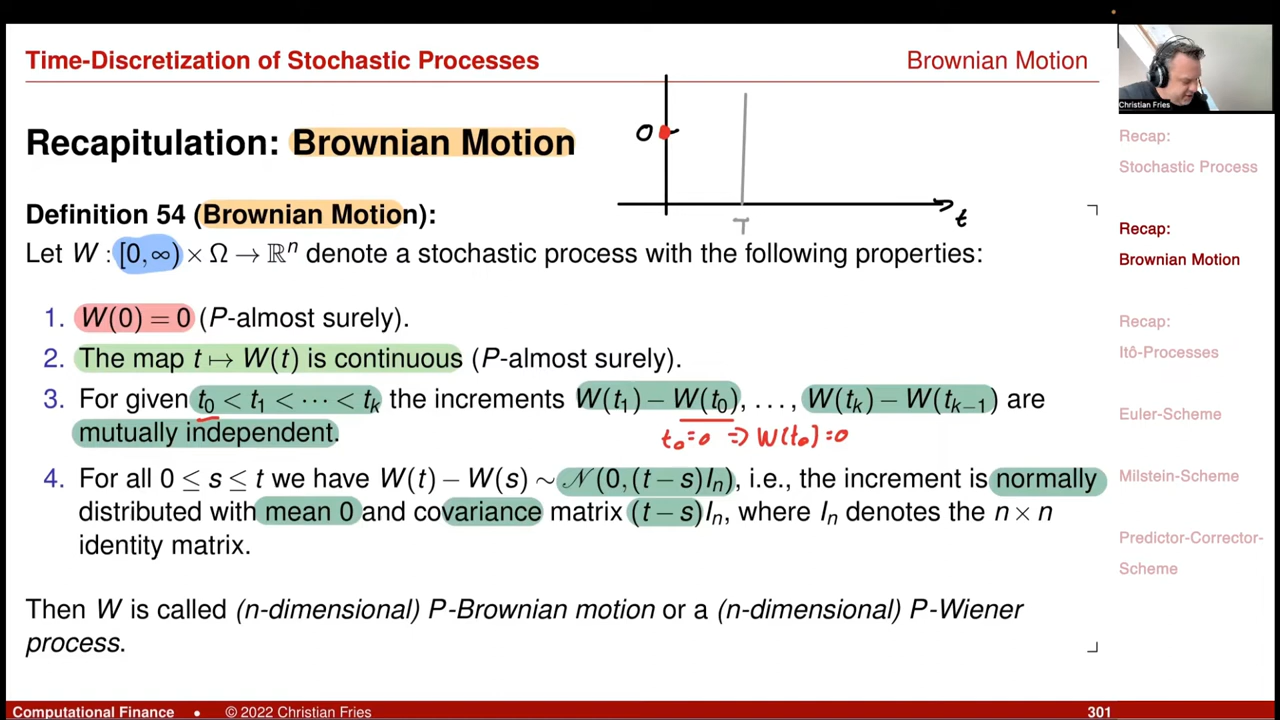 Time-Discretization of Stochastic Processes
Brownian Motion
Recapitulation: Brownian Motion
0
T
t
Definition 54 (Brownian Motion):
Let W : [0,∞) × Ω → ℝⁿ denote a stochastic process with the following properties:
1. W(0) = 0 (P-almost surely).
2. The map t ↦ W(t) is continuous (P-almost surely).
3. For given t₀ < t₁ < ⋯ < tₖ the increments W(t₁) − W(t₀), …, W(tₖ) − W(tₖ₋₁) are
mutually independent.
t₀=0 ⇒ W(t₀)=0
4. For all 0 ≤ s ≤ t we have W(t) − W(s) ∼ 𝒩(0,(t − s)Iₙ), i.e., the increment is normally
distributed with mean 0 and covariance matrix (t − s)Iₙ, where Iₙ denotes the n × n
identity matrix.
Then W is called (n-dimensional) P-Brownian motion or a (n-dimensional) P-Wiener
process.
Christian Fries
Recap:
Stochastic Process
Recap:
Brownian Motion
Recap:
Itô-Processes
Euler-Scheme
Milstein-Scheme
Predictor-Corrector-
Scheme
Computational Finance • © 2022 Christian Fries
301